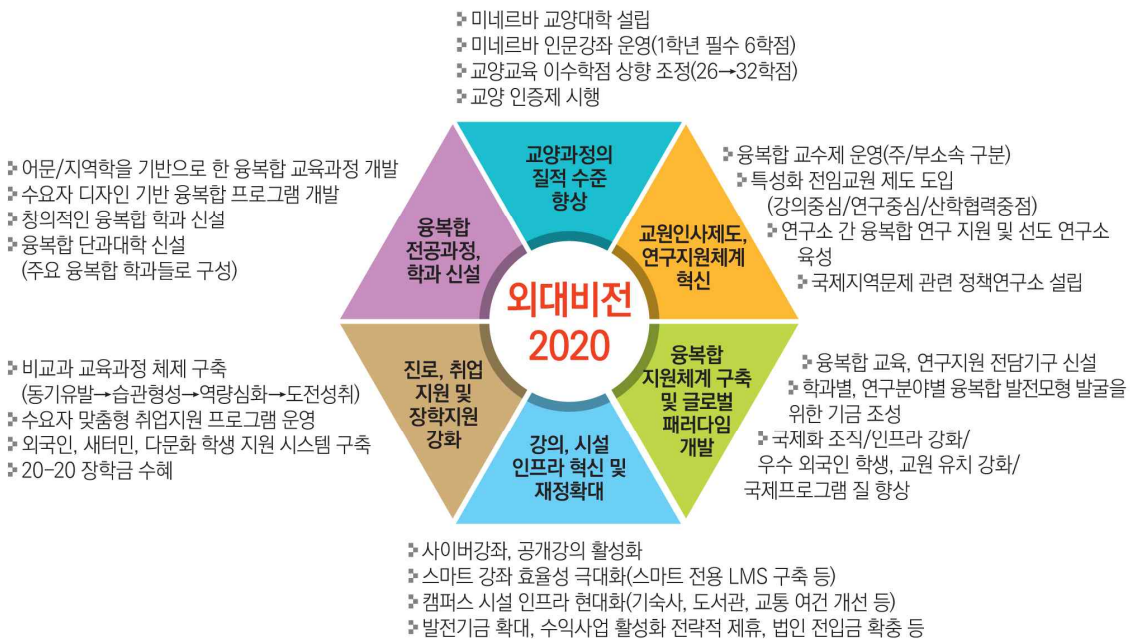 미네르바 교양대학 설립
미네르바 인문강좌 운영(1학년 필수 6학점)
교양교육 이수학점 상향 조정(26→32학점)
교양 인증제 시행
교양과정의
질적 수준
향상
융복합 교수제 운영(주/부소속 구분)
특성화 전임교원 제도 도입
(강의중심/연구중심/산학협력중점)
연구소 간 융복합 연구 지원 및 선도 연구소
육성
국제지역문제 관련 정책연구소 설립
교원인사제도,
연구지원체계
혁신
융복합 교육, 연구지원 전담기구 신설
학과별, 연구분야별 융복합 발전모형 발굴을
위한 기금 조성
국제화 조직/인프라 강화/
우수 외국인 학생, 교원 유치 강화/
국제프로그램 질 향상
융복합
지원체계 구축
및 글로벌
패러다임
개발
강의, 시설
인프라 혁신 및
재정확대
사이버강좌, 공개강의 활성화
스마트 강좌 효율성 극대화(스마트 전용 LMS 구축 등)
캠퍼스 시설 인프라 현대화(기숙사, 도서관, 교통 여건 개선 등)
발전기금 확대, 수익사업 활성화 전략적 제휴, 법인 전입금 확충 등
진로, 취업
지원 및
장학지원
강화
비교과 교육과정 체제 구축
(동기유발→습관형성→역량심화→도전성취)
수요자 맞춤형 취업지원 프로그램 운영
외국인, 새터민, 다문화 학생 지원 시스템 구축
20-20 장학금 수혜
융복합
전공과정,
학과 신설
어문/지역학을 기반으로 한 융복합 교육과정 개발
수요자 디자인 기반 융복합 프로그램 개발
창의적인 융복합 학과 신설
융복합 단과대학 신설
(주요 융복합 학과들로 구성)
외대비전
2020